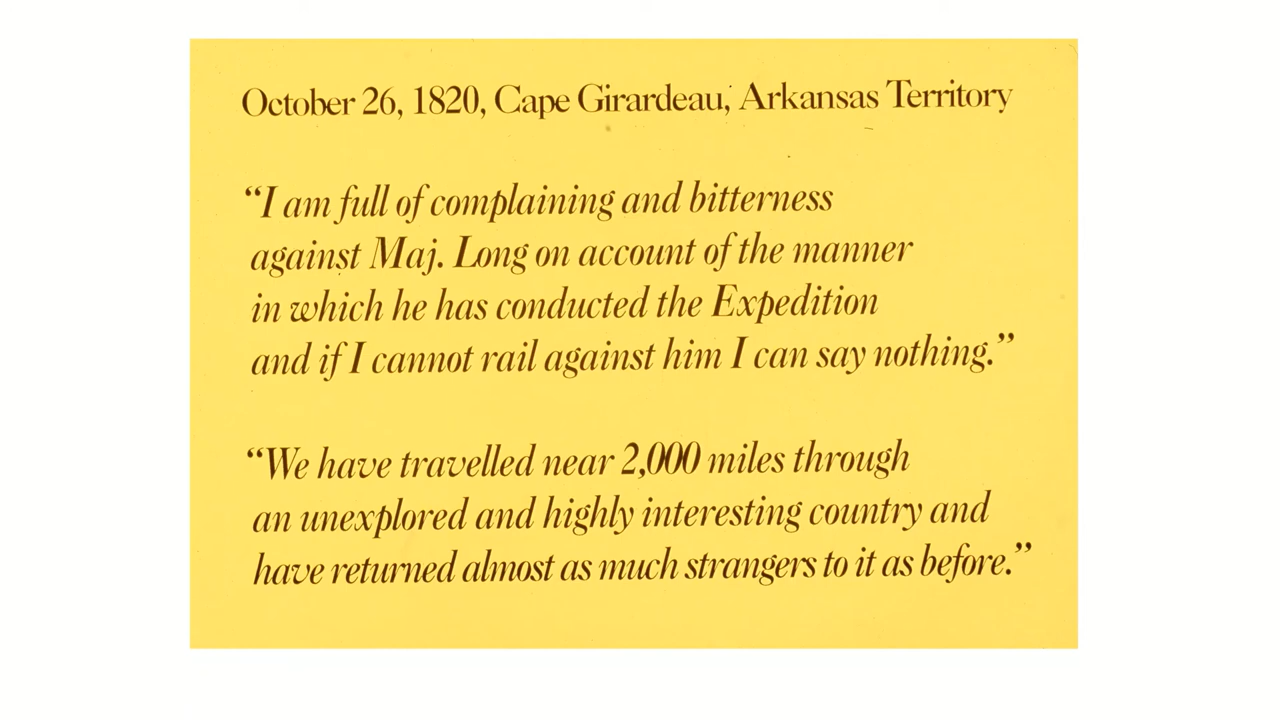 October 26, 1820, Cape Girardeau, Arkansas Territory
“I am full of complaining and bitterness
against Maj. Long on account of the manner
in which he has conducted the Expedition
and if I cannot rail against him I can say nothing.”
“We have travelled near 2,000 miles through
an unexplored and highly interesting country and
have returned almost as much strangers to it as before.”